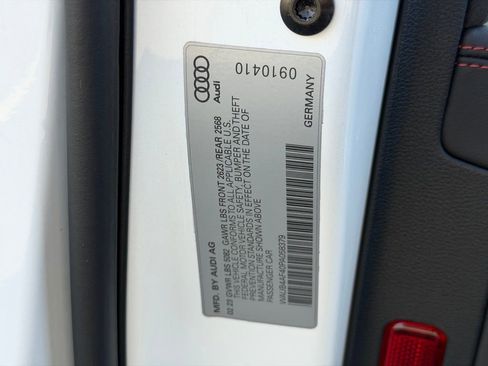 Audi
0910410
GERMANY
MFD. BY AUDI AG
02-23 GVWR LBS 5082 GAWR LBS FRONT 2623 / REAR 2568
THIS VEHICLE CONFORMS TO ALL APPLICABLE U.S.
FEDERAL MOTOR VEHICLE SAFETY, BUMPER AND THEFT
PREVENTION STANDARDS IN EFFECT ON THE DATE OF
MANUFACTURE SHOWN ABOVE
PASSENGER CAR
WAUB4AF40PA058379